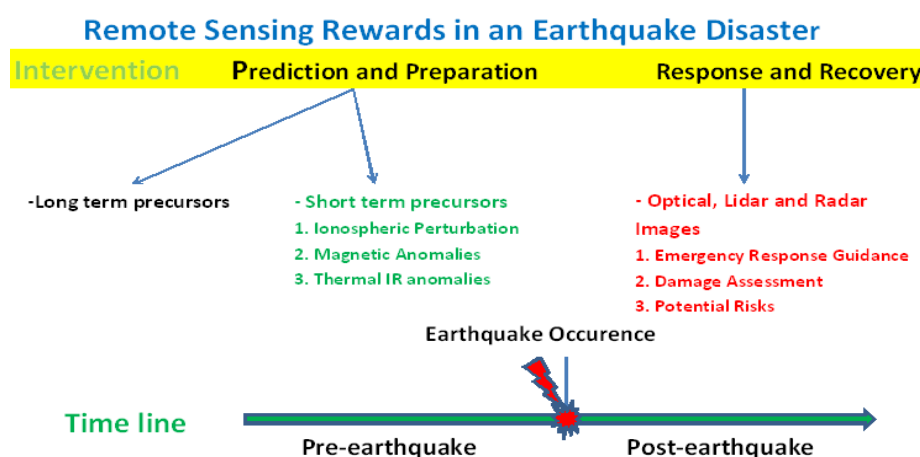 Remote Sensing Rewards in an Earthquake Disaster
Intervention Prediction and Preparation Response and Recovery
-Long term precursors
- Short term precursors
1. Ionospheric Perturbation
2. Magnetic Anomalies
3. Thermal IR anomalies
- Optical, Lidar and Radar
Images
1. Emergency Response Guidance
2. Damage Assessment
3. Potential Risks
Earthquake Occurence
Time line
Pre-earthquake
Post-earthquake